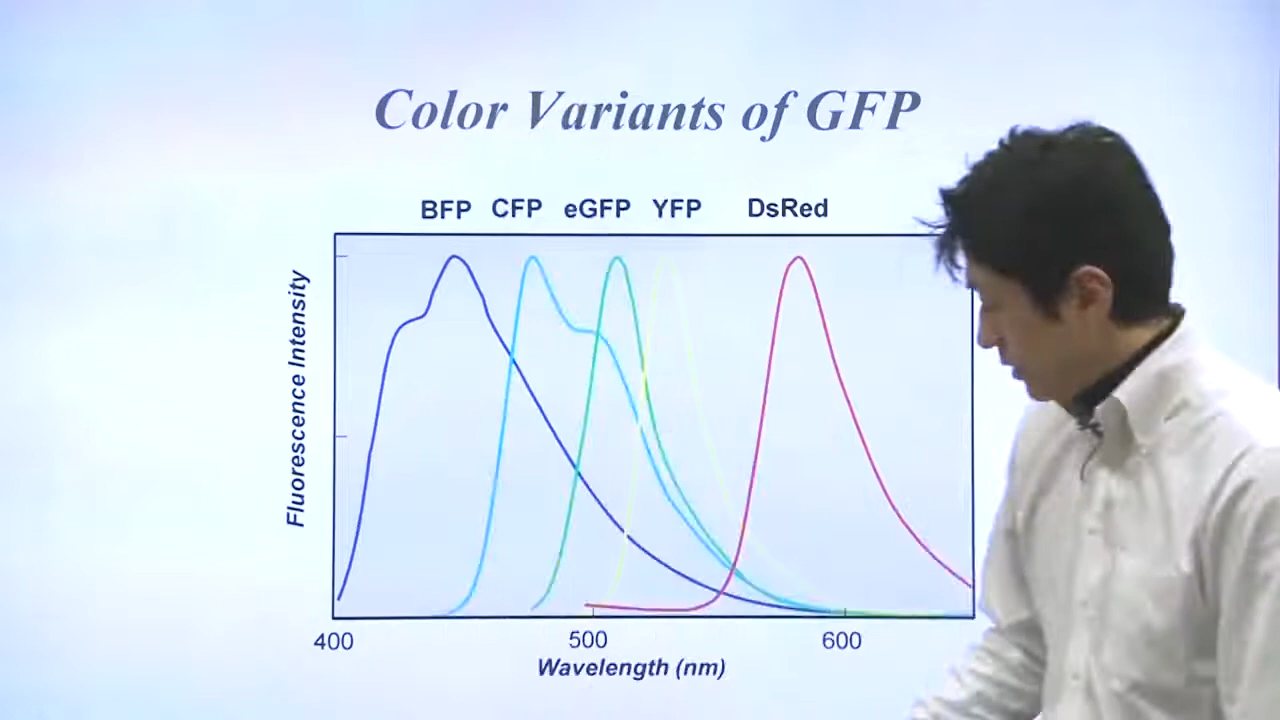 Color Variants of GFP
BFP CFP eGFP YFP DsRed
Fluorescence Intensity
400 500 600
Wavelength (nm)